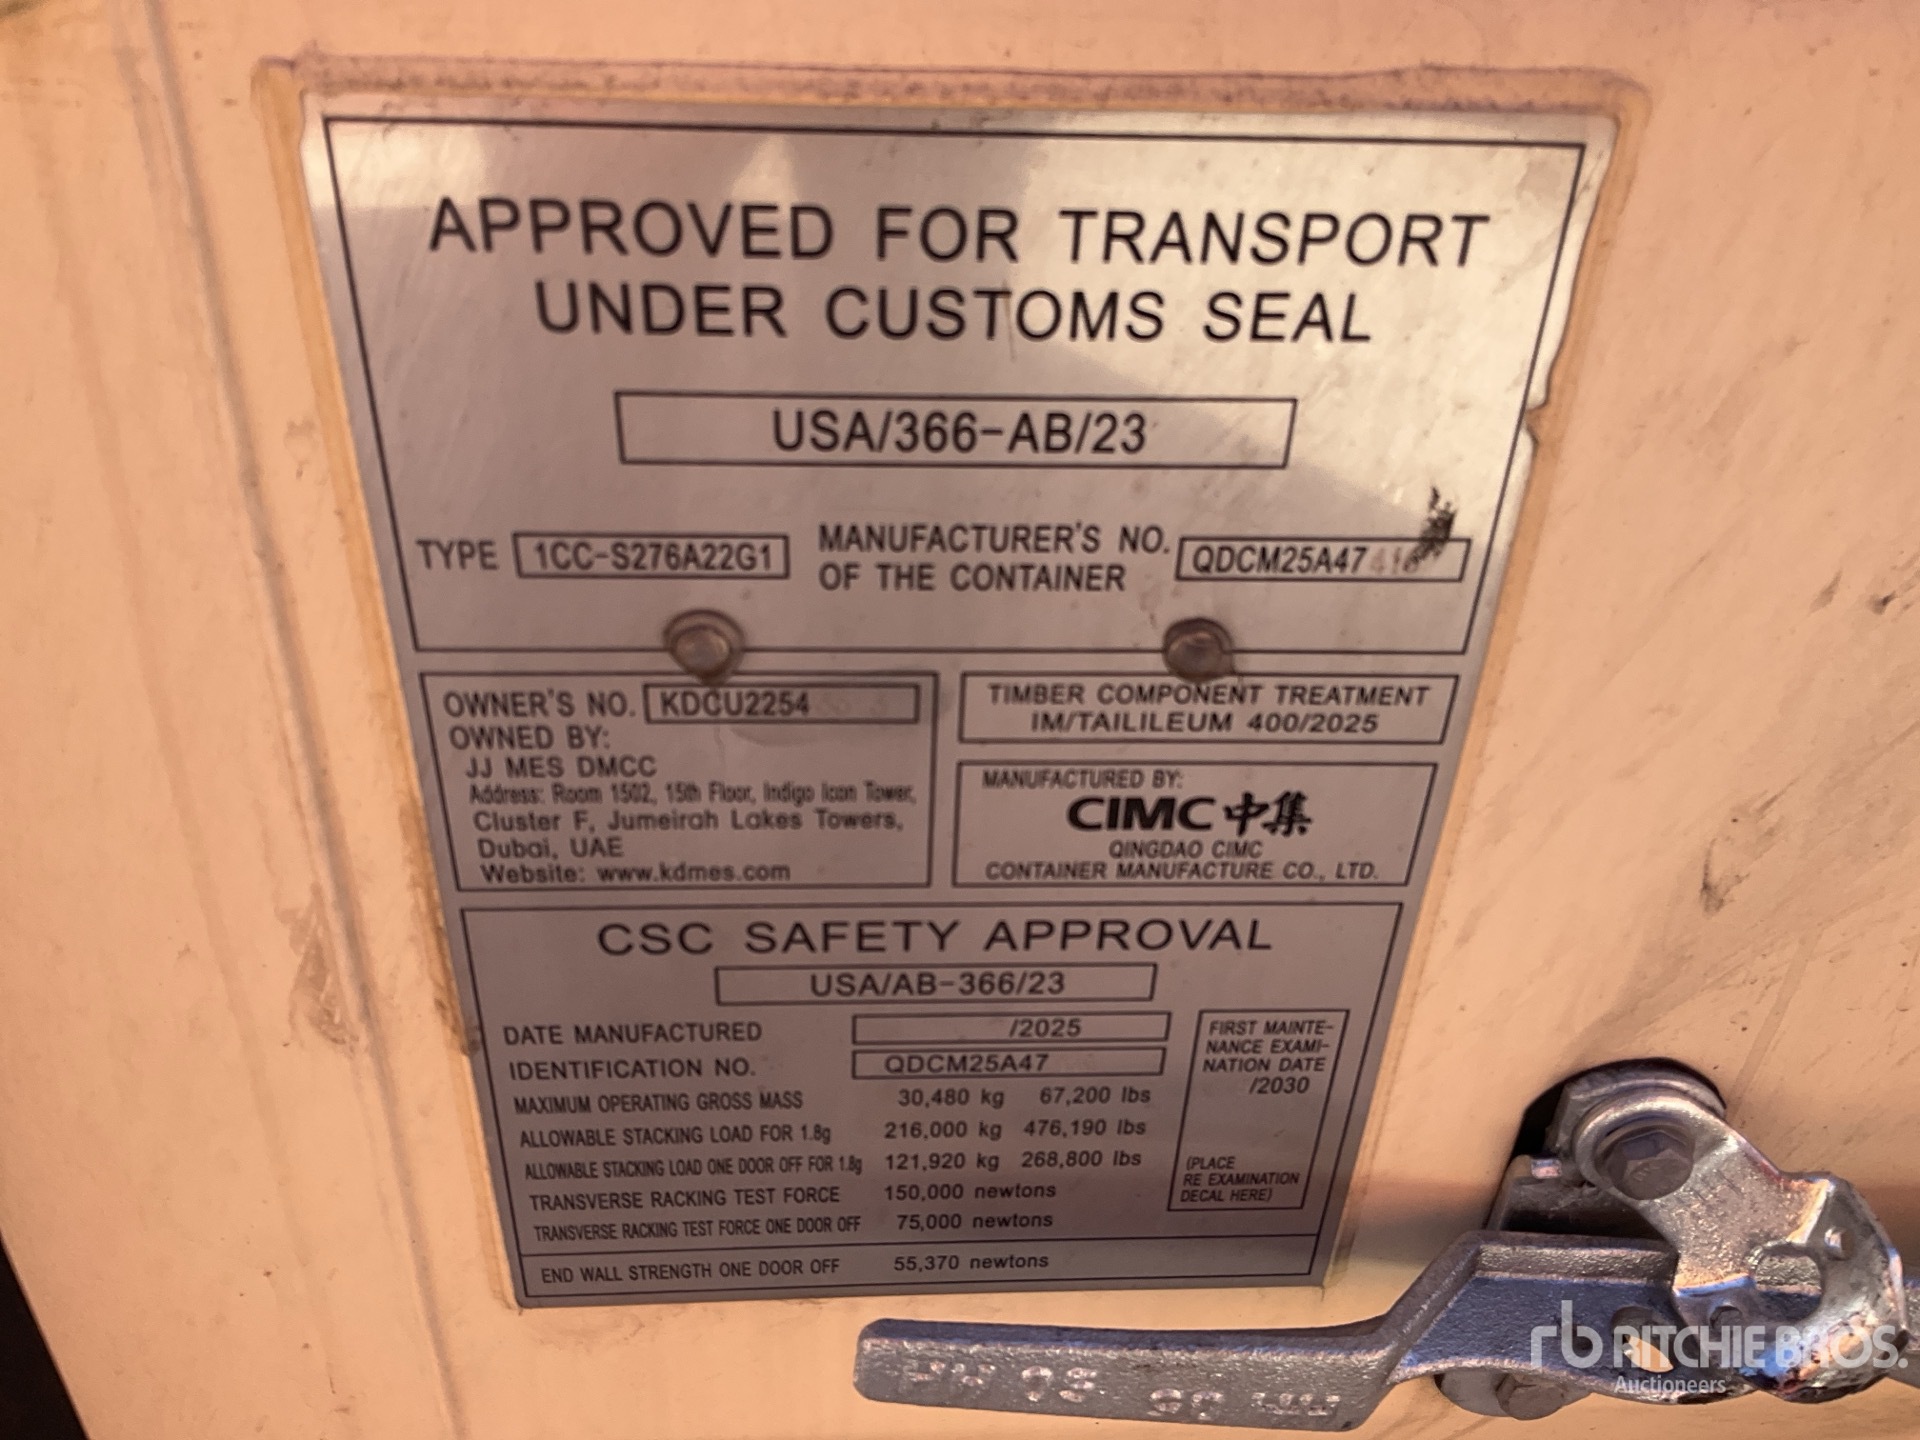 APPROVED FOR TRANSPORT
UNDER CUSTOMS SEAL
USA/366-AB/23
TYPE 1CC-S276A22G1
MANUFACTURER'S NO.
OF THE CONTAINER
QDCM25A47
OWNER'S NO. KDCU2254
OWNED BY:
JJ MES DMCC
Address: Room 1502, 15th Floor, Indigo Icon Tower,
Cluster F, Jumeirah Lakes Towers,
Dubai, UAE
Website: www.kdmes.com
TIMBER COMPONENT TREATMENT
IM/TAILILEUM 400/2025
MANUFACTURED BY:
CIMC 中集
QINGDAO CIMC
CONTAINER MANUFACTURE CO., LTD.
CSC SAFETY APPROVAL
USA/AB-366/23
DATE MANUFACTURED /2025
IDENTIFICATION NO. QDCM25A47
MAXIMUM OPERATING GROSS MASS 30,480 kg 67,200 lbs
ALLOWABLE STACKING LOAD FOR 1.8g 216,000 kg 476,190 lbs
ALLOWABLE STACKING LOAD ONE DOOR OFF FOR 1.8g 121,920 kg 268,800 lbs
TRANSVERSE RACKING TEST FORCE 150,000 newtons
TRANSVERSE RACKING TEST FORCE ONE DOOR OFF 75,000 newtons
END WALL STRENGTH ONE DOOR OFF 55,370 newtons
FIRST MAINTE-
NANCE EXAMI-
NATION DATE
/2030
(PLACE
RE EXAMINATION
DECAL HERE)
rb RITCHIE BROS.
Auctioneers